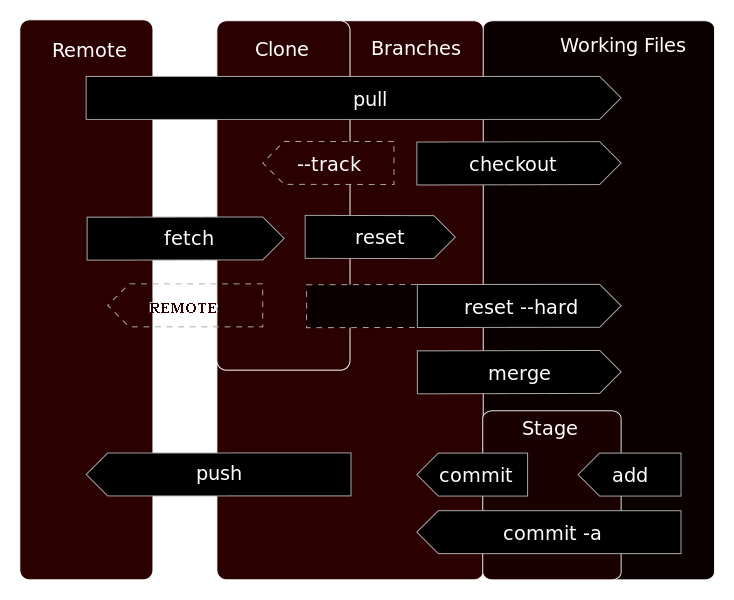 Remote
Clone
Branches
Working Files
pull
--track
checkout
fetch
reset
REMOTE
reset --hard
merge
Stage
push
commit
add
commit -a